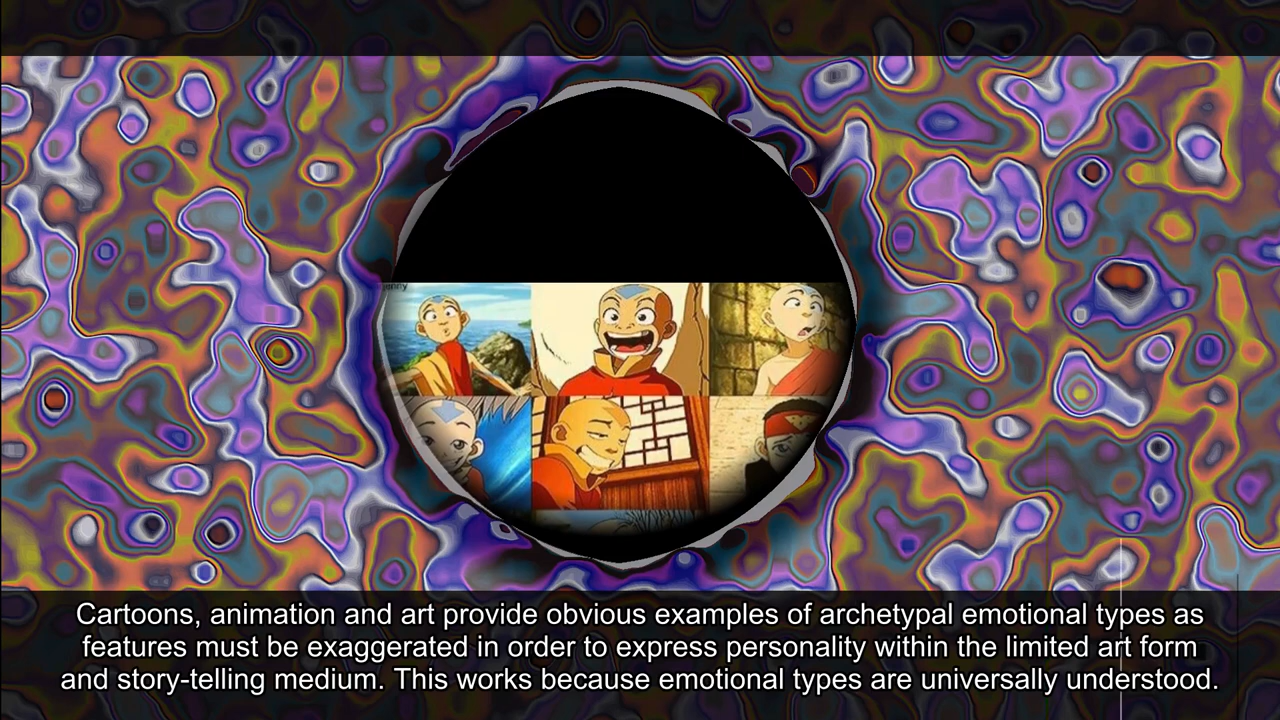 Cartoons, animation and art provide obvious examples of archetypal emotional types as
features must be exaggerated in order to express personality within the limited art form
and story-telling medium. This works because emotional types are universally understood.